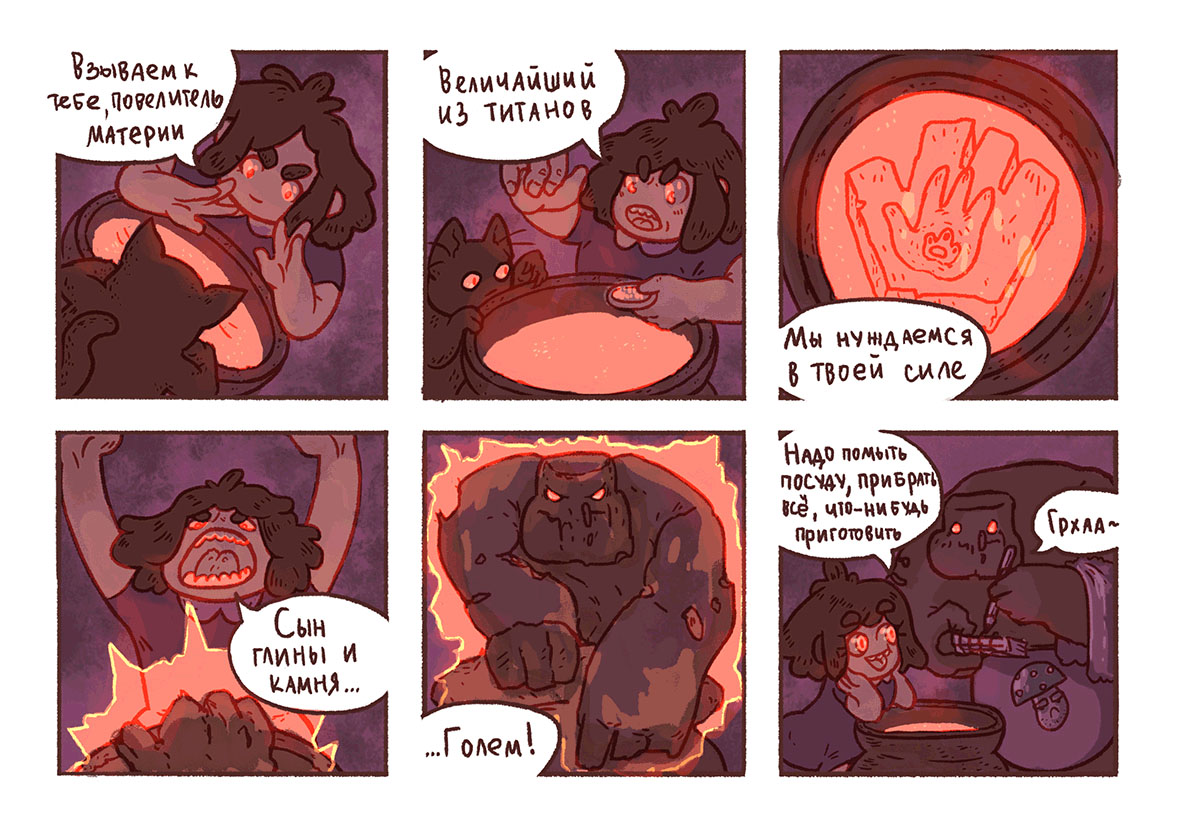 Взываем к
тебе, повелитель
материи
Величайший
из титанов
Мы нуждаемся
в твоей силе
Сын
глины и
камня...
...Голем!
Надо помыть
посуду, прибрать
всё, что-нибудь
приготовить
Грхла~